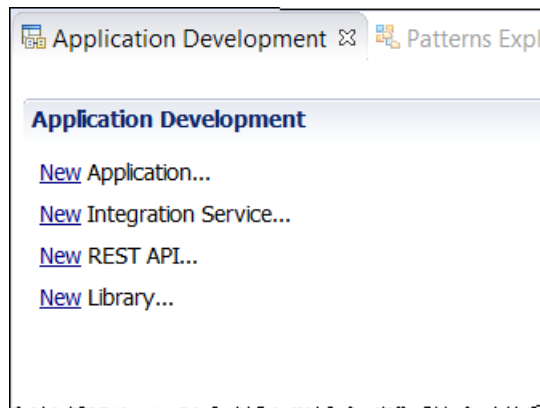 Application Development Patterns Expl
Application Development
New Application...
New Integration Service...
New REST API...
New Library...